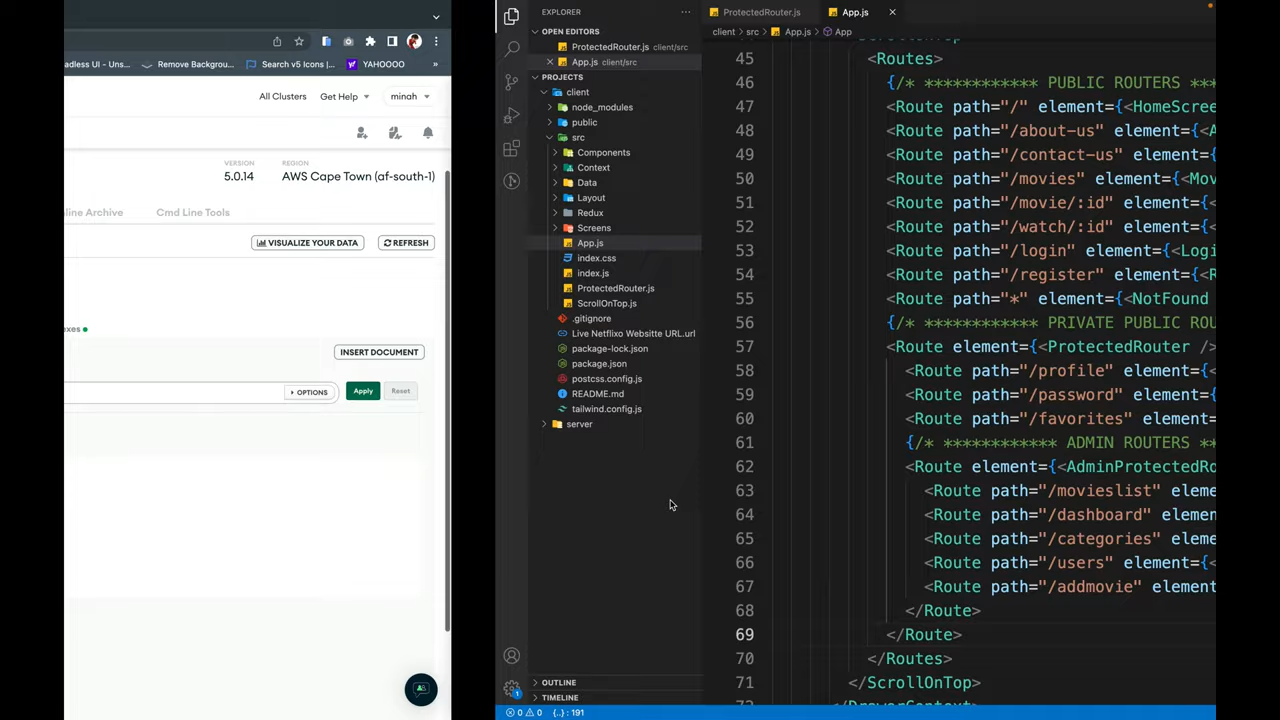 adless UI - Uns...
Remove Backgrou...
Search v5 Icons |...
YAHOOOO
»
All Clusters
Get Help
minah
VERSION
5.0.14
REGION
AWS Cape Town (af-south-1)
nline Archive
Cmd Line Tools
VISUALIZE YOUR DATA
REFRESH
exes
INSERT DOCUMENT
OPTIONS
Apply
Reset
EXPLORER
OPEN EDITORS
ProtectedRouter.js client/src
App.js client/src
PROJECTS
client
node_modules
public
src
Components
Context
Data
Layout
Redux
Screens
App.js
index.css
index.js
ProtectedRouter.js
ScrollOnTop.js
.gitignore
Live Netflixo Websitte URL.url
package-lock.json
package.json
postcss.config.js
README.md
tailwind.config.js
server
OUTLINE
TIMELINE
1
0 0 {..} : 191
ProtectedRouter.js
App.js
client > src > App.js > App
45 <Routes>
46 {/* ************ PUBLIC ROUTERS ***
47 <Route path="/" element={<HomeScree
48 <Route path="/about-us" element={<A
49 <Route path="/contact-us" element={
50 <Route path="/movies" element={<Mov
51 <Route path="/movie/:id" element={<
52 <Route path="/watch/:id" element={<
53 <Route path="/login" element={<Logi
54 <Route path="/register" element={<R
55 <Route path="*" element={<NotFound
56 {/* ************ PRIVATE PUBLIC ROU
57 <Route element={<ProtectedRouter />
58 <Route path="/profile" element={<
59 <Route path="/password" element={
60 <Route path="/favorites" element=
61 {/* ************ ADMIN ROUTERS **
62 <Route element={<AdminProtectedRo
63 <Route path="/movieslist" eleme
64 <Route path="/dashboard" elemen
65 <Route path="/categories" eleme
66 <Route path="/users" element={<
67 <Route path="/addmovie" element
68 </Route>
69 </Route>
70 </Routes>
71 </ScrollOnTop>
</DrawerContext>